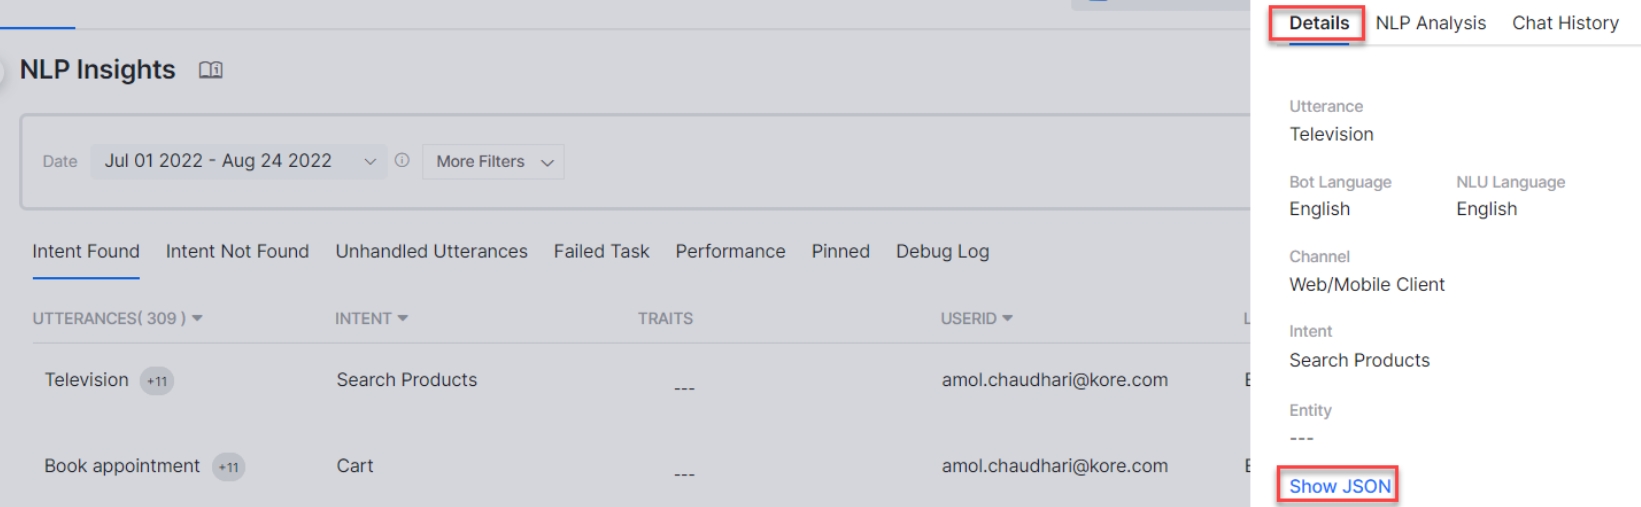 NLP Insights
Date Jul 01 2022 - Aug 24 2022 More Filters
Intent Found Intent Not Found Unhandled Utterances Failed Task Performance Pinned Debug Log
UTTERANCES( 309 ) INTENT TRAITS USERID
Television +11 Search Products --- amol.chaudhari@kore.com
Book appointment +11 Cart --- amol.chaudhari@kore.com
Details NLP Analysis Chat History
Utterance
Television
Bot Language NLU Language
English English
Channel
Web/Mobile Client
Intent
Search Products
Entity
---
Show JSON